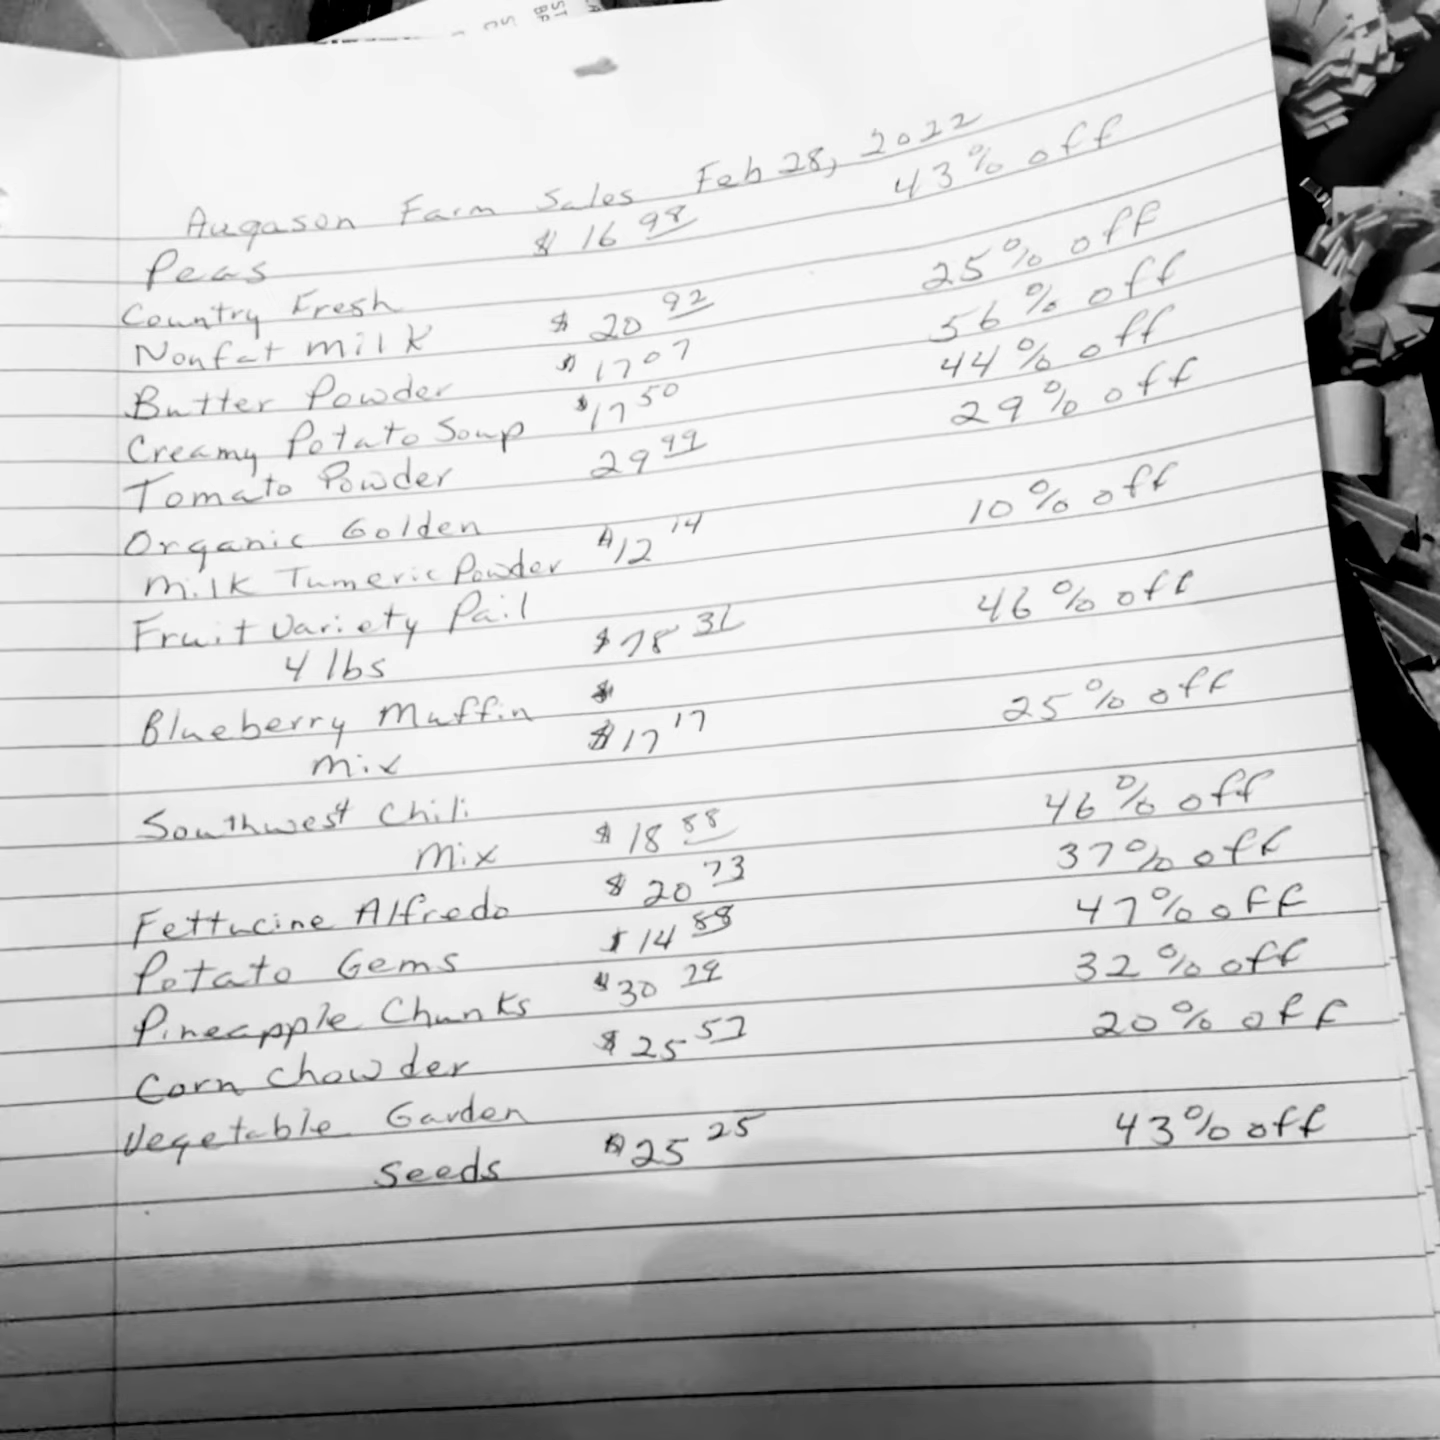 Augason Farm Sales Feb 28, 2022
Peas $ 16 98 43% off
Country Fresh
Nonfat milk $ 20 92 25% off
Butter Powder $ 17 07 56% off
Creamy Potato Soup $ 17 50 44% off
Tomato Powder 29 99 29% off
Organic Golden
Milk Tumeric Powder $ 12 14 10% off
Fruit Variety Pail
4 lbs $ 78 31 46% off
Blueberry Muffin $
Mix $ 17 17 25% off
Southwest Chili
Mix $ 18 88 46% off
Fettucine Alfredo $ 20 73 37% off
Potato Gems $ 14 88 47% off
Pineapple Chunks $ 30 29 32% off
Corn Chowder $ 25 57 20% off
Vegetable Garden
Seeds $ 25 25 43% off